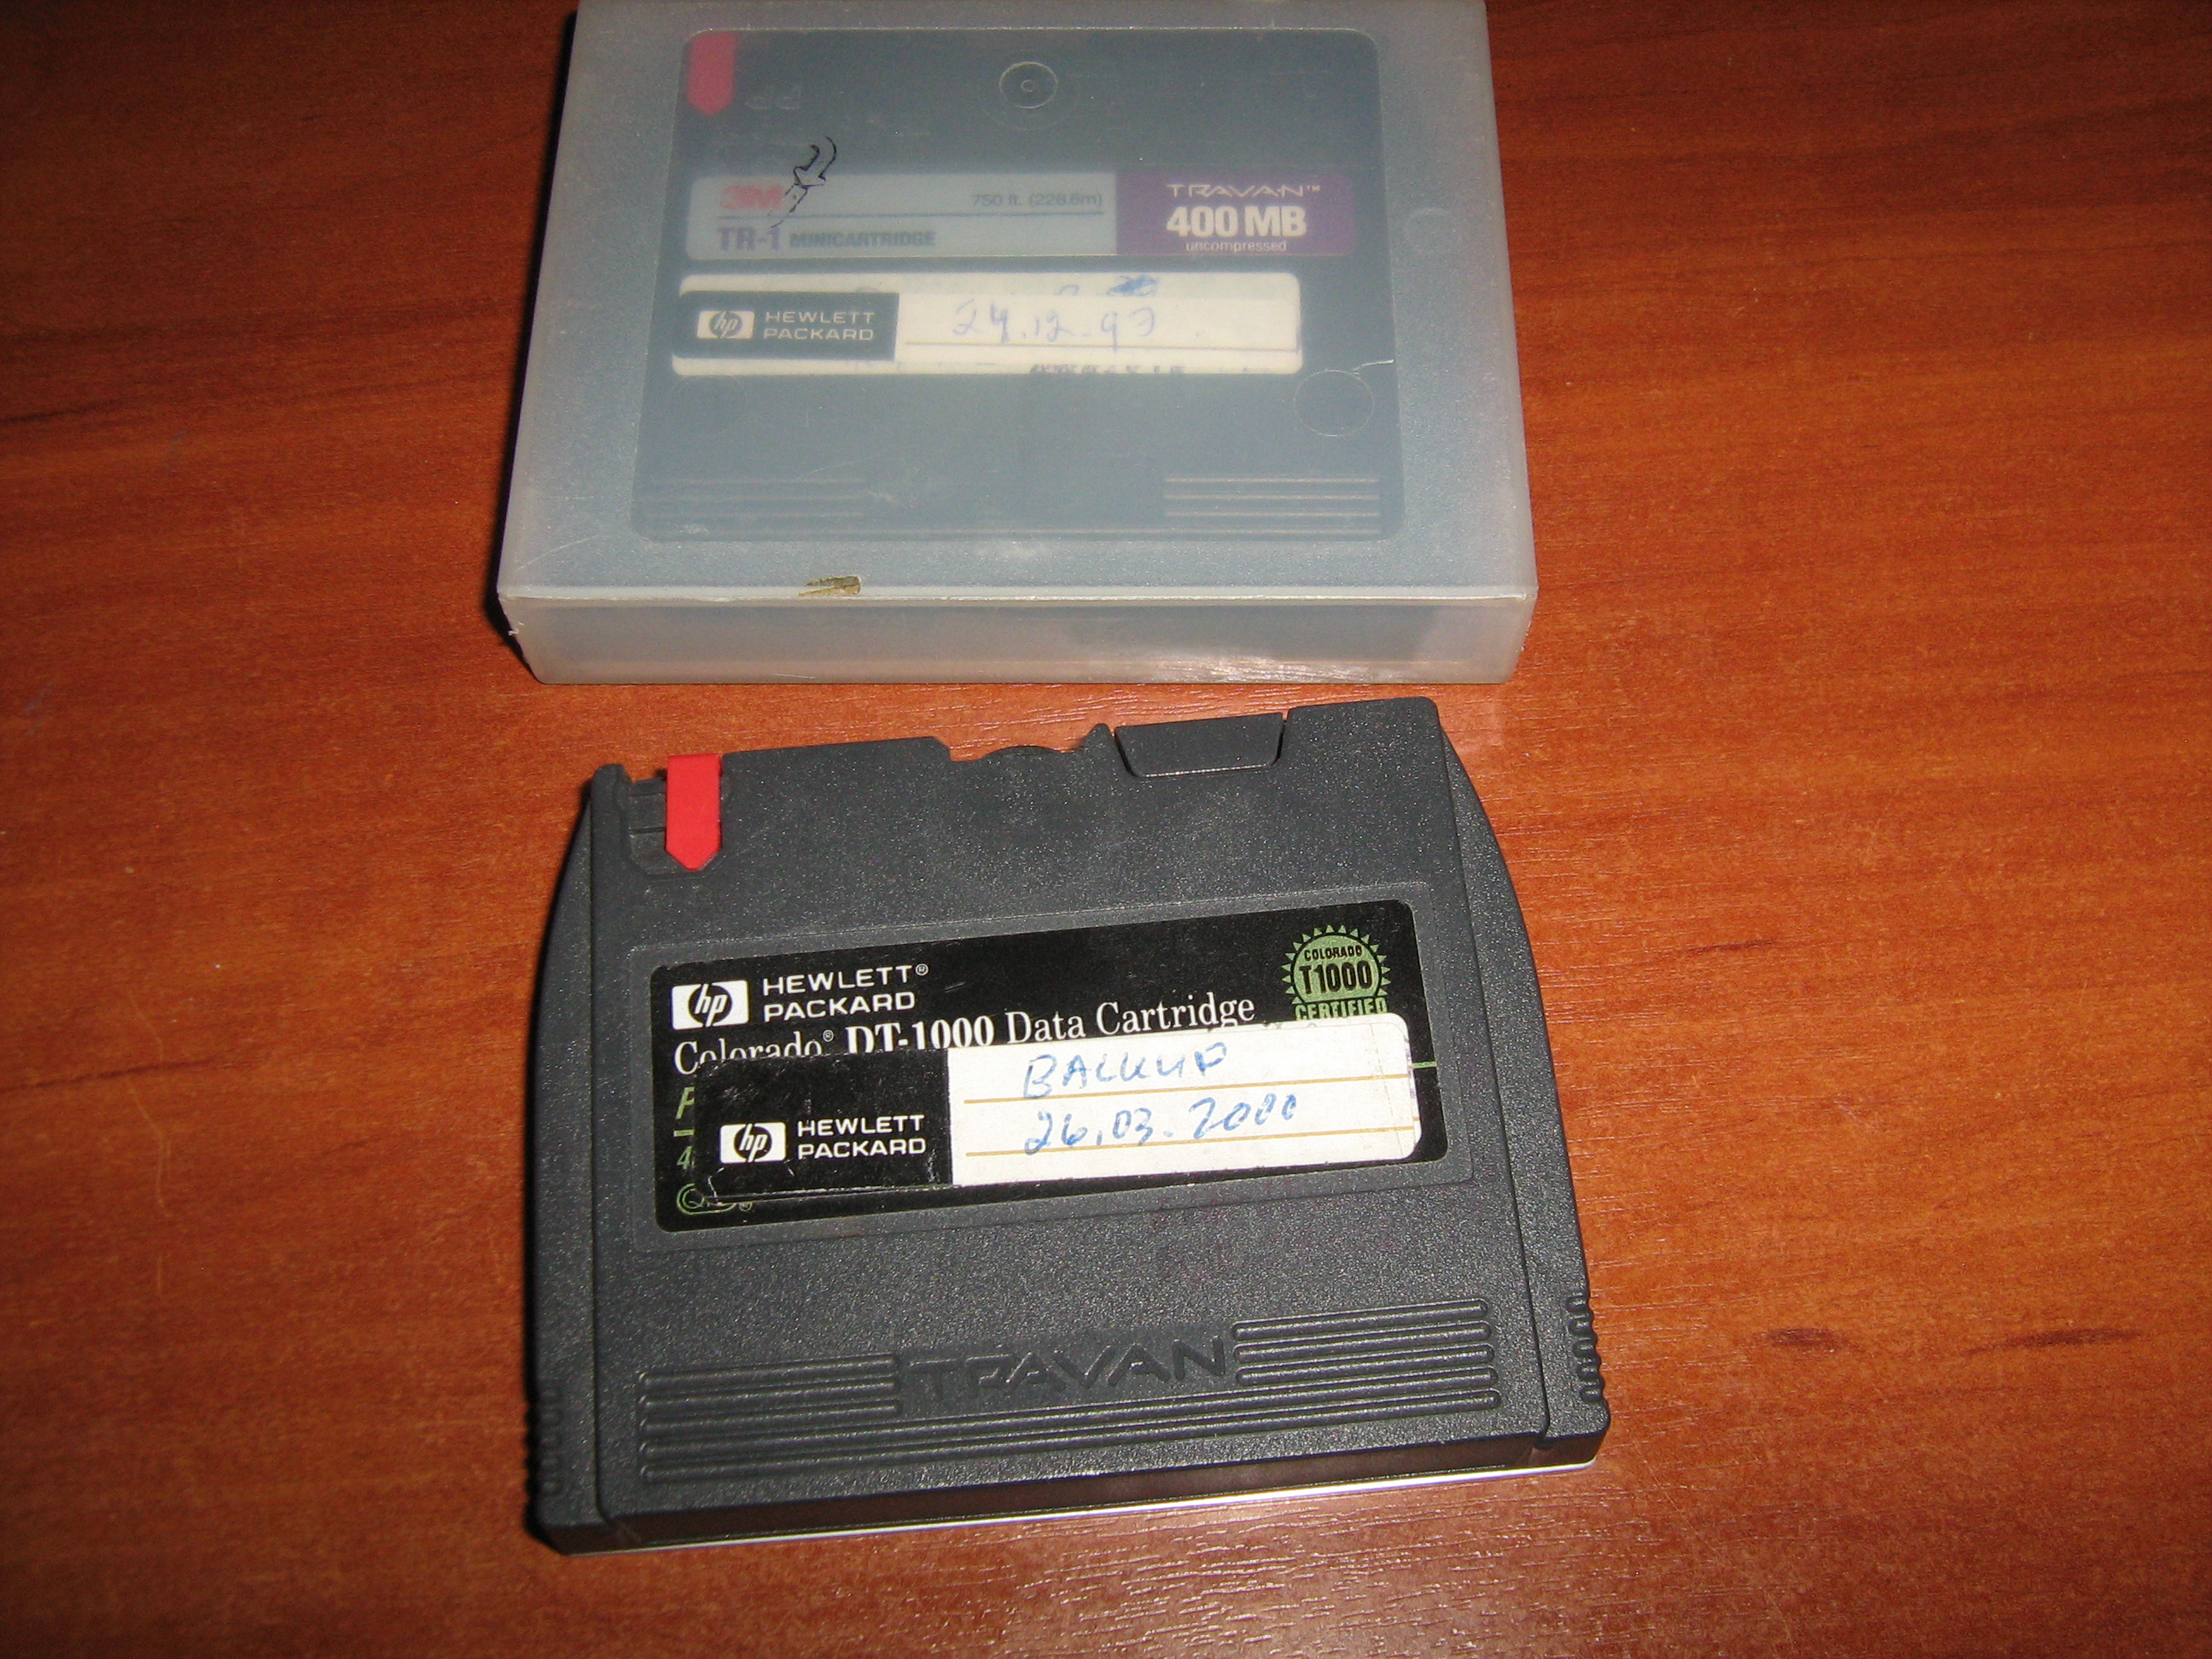 3M
750 ft. (228.6m)
TR-1 MINICARTRIDGE
TRAVAN™
400 MB
uncompressed
hp HEWLETT
PACKARD
24.12.97
hp HEWLETT®
PACKARD
Colorado® DT-1000 Data Cartridge
COLORADO
T1000
CERTIFIED
BACKUP
26.03.2000
hp HEWLETT
PACKARD
TRAVAN